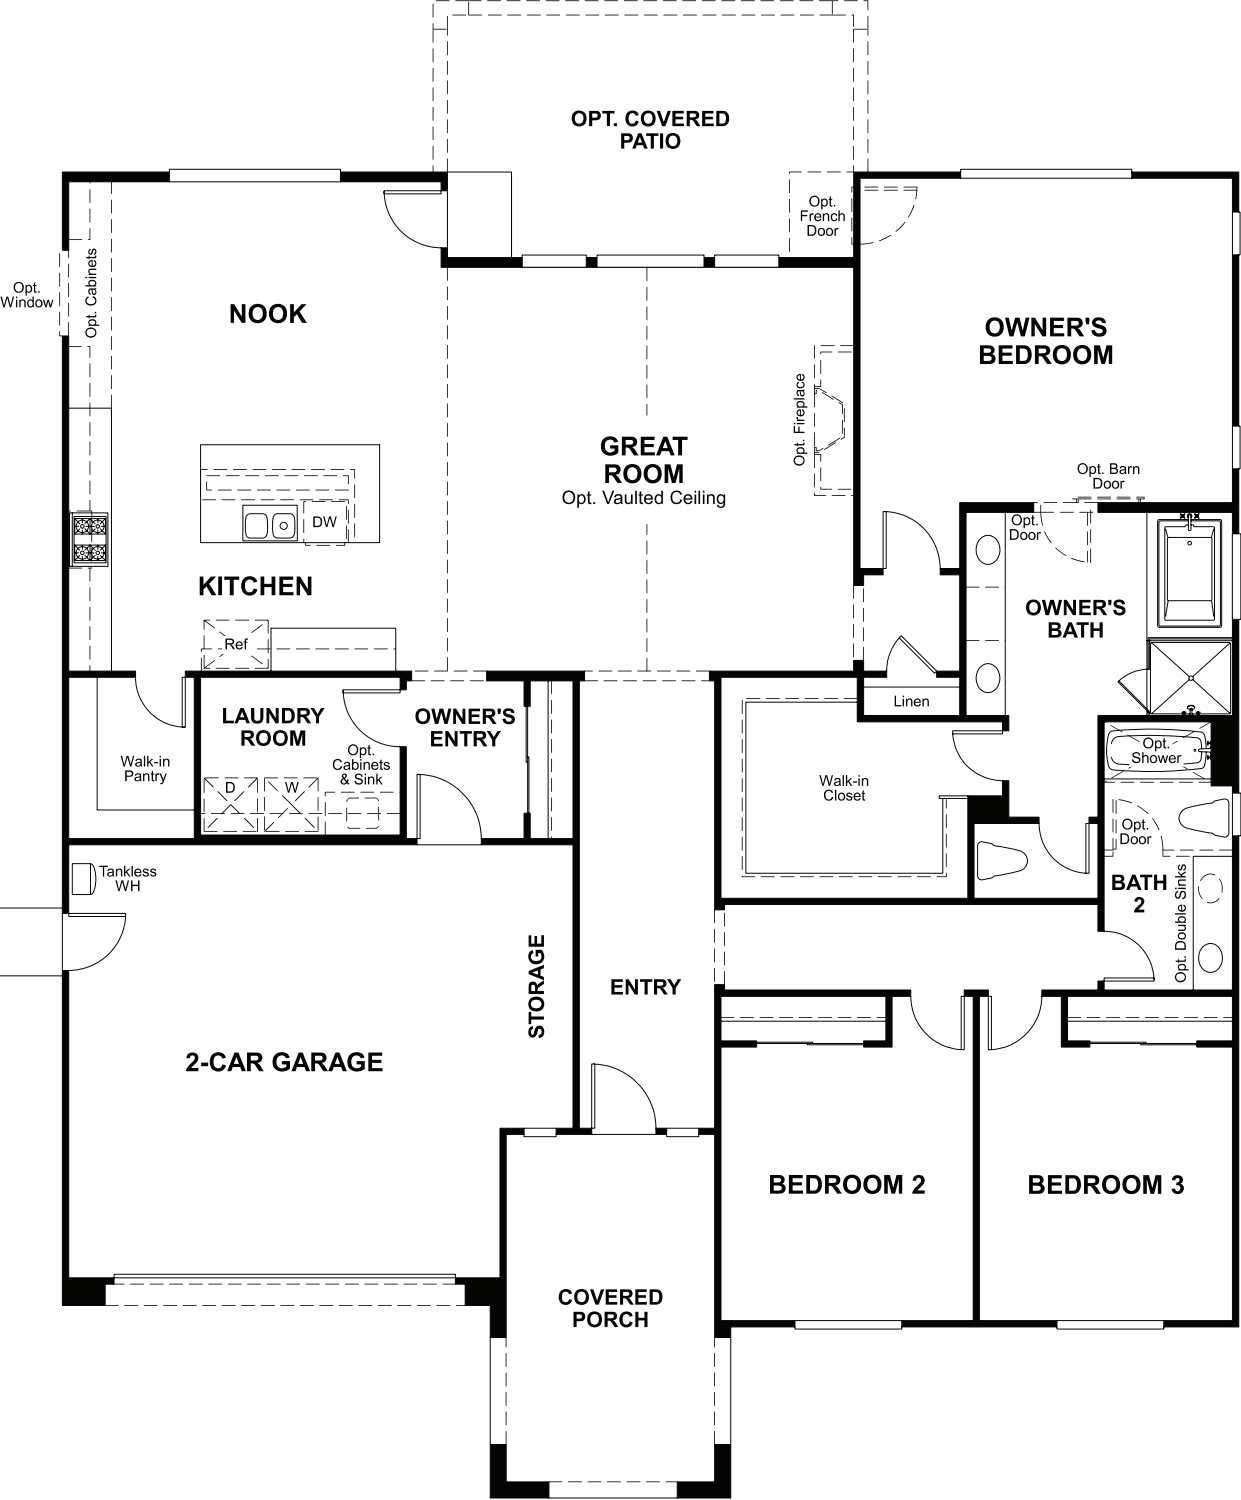 OPT. COVERED
PATIO
Opt.
French
Door
Opt.
Window
Opt. Cabinets
NOOK
OWNER'S
BEDROOM
Opt. Fireplace
GREAT
ROOM
Opt. Vaulted Ceiling
Opt. Barn
Door
Opt.
Door
DW
KITCHEN
OWNER'S
BATH
Ref
Linen
LAUNDRY
ROOM
OWNER'S
ENTRY
Opt.
Cabinets
& Sink
Walk-in
Pantry
D
W
Walk-in
Closet
Opt.
Shower
Opt.
Door
Tankless
WH
BATH
2
Opt. Double Sinks
STORAGE
ENTRY
2-CAR GARAGE
BEDROOM 2
BEDROOM 3
COVERED
PORCH